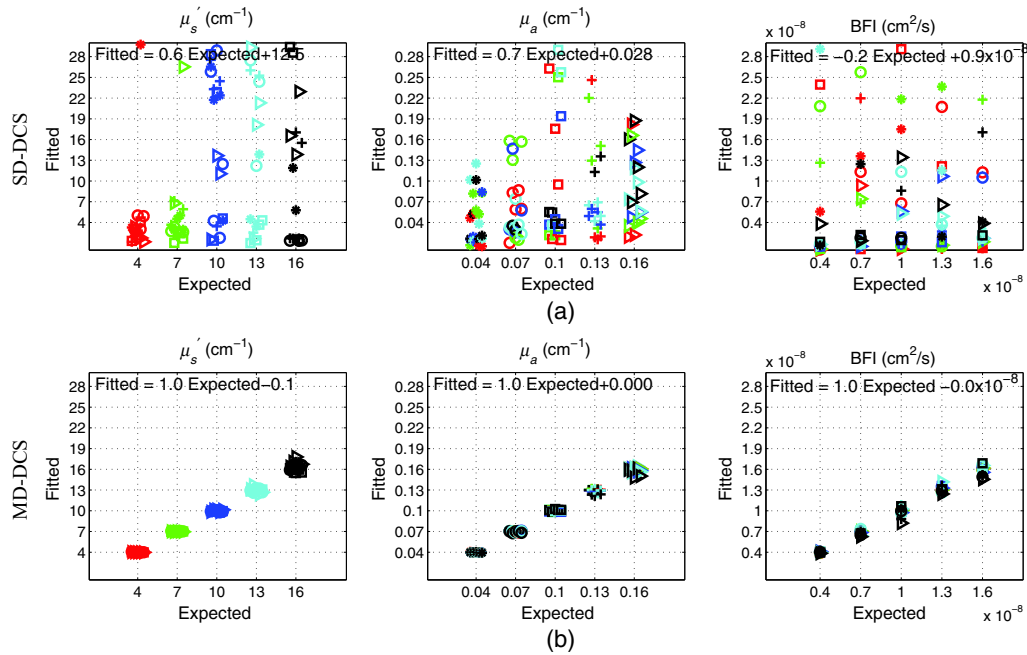 μs′ (cm−1)
μa (cm−1)
x 10−8
BFI (cm2/s)
SD-DCS
Fitted
28
25
22
19
16
13
10
7
4
Fitted = 0.6 Expected+12.5
4 7 10 13 16
Expected
Fitted
0.28
0.25
0.22
0.19
0.16
0.13
0.1
0.07
0.04
Fitted = 0.7 Expected+0.028
0.04 0.07 0.1 0.13 0.16
Expected
Fitted
2.8
2.5
2.2
1.9
1.6
1.3
1
0.7
0.4
Fitted = −0.2 Expected +0.9x10−8
0.4 0.7 1 1.3 1.6
Expected
x 10−8
(a)
μs′ (cm−1)
μa (cm−1)
x 10−8
BFI (cm2/s)
MD-DCS
Fitted
28
25
22
19
16
13
10
7
4
Fitted = 1.0 Expected−0.1
4 7 10 13 16
Expected
Fitted
0.28
0.25
0.22
0.19
0.16
0.13
0.1
0.07
0.04
Fitted = 1.0 Expected+0.000
0.04 0.07 0.1 0.13 0.16
Expected
Fitted
2.8
2.5
2.2
1.9
1.6
1.3
1
0.7
0.4
Fitted = 1.0 Expected −0.0x10−8
0.4 0.7 1 1.3 1.6
Expected
x 10−8
(b)